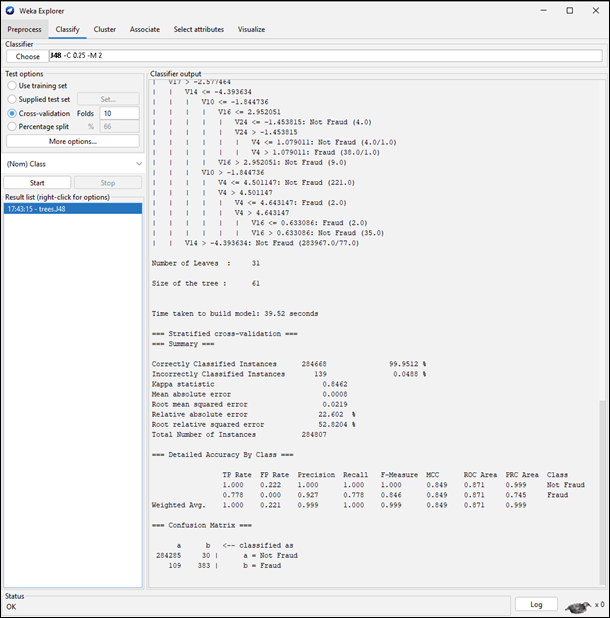 Weka Explorer
Preprocess Classify Cluster Associate Select attributes Visualize
Classifier
Choose J48 -C 0.25 -M 2
Test options
Use training set
Supplied test set Set...
Cross-validation Folds 10
Percentage split % 66
More options...
(Nom) Class
Start Stop
Result list (right-click for options)
17:43:15 - trees.J48
Classifier output
| V17 > -2.577464
| | V14 <= -4.393634
| | | V10 <= -1.844736
| | | | V16 <= 2.952051
| | | | | V24 <= -1.453815: Not Fraud (4.0)
| | | | | V24 > -1.453815
| | | | | | V4 <= 1.079011: Not Fraud (4.0/1.0)
| | | | | | V4 > 1.079011: Fraud (38.0/1.0)
| | | | V16 > 2.952051: Not Fraud (9.0)
| | | V10 > -1.844736
| | | | V4 <= 4.501147: Not Fraud (221.0)
| | | | V4 > 4.501147
| | | | | V4 <= 4.643147: Fraud (2.0)
| | | | | V4 > 4.643147
| | | | | | V16 <= 0.633086: Fraud (2.0)
| | | | | | V16 > 0.633086: Not Fraud (35.0)
| | V14 > -4.393634: Not Fraud (283967.0/77.0)
Number of Leaves : 31
Size of the tree : 61
Time taken to build model: 39.52 seconds
=== Stratified cross-validation ===
=== Summary ===
Correctly Classified Instances 284668 99.9512 %
Incorrectly Classified Instances 139 0.0488 %
Kappa statistic 0.8462
Mean absolute error 0.0008
Root mean squared error 0.0219
Relative absolute error 22.602 %
Root relative squared error 52.8204 %
Total Number of Instances 284807
=== Detailed Accuracy By Class ===
TP Rate FP Rate Precision Recall F-Measure MCC ROC Area PRC Area Class
1.000 0.222 1.000 1.000 1.000 0.849 0.871 0.999 Not Fraud
0.778 0.000 0.927 0.778 0.846 0.849 0.871 0.745 Fraud
Weighted Avg. 1.000 0.221 0.999 1.000 0.999 0.849 0.871 0.999
=== Confusion Matrix ===
a b <-- classified as
284285 30 | a = Not Fraud
109 383 | b = Fraud
Status
OK
Log x 0